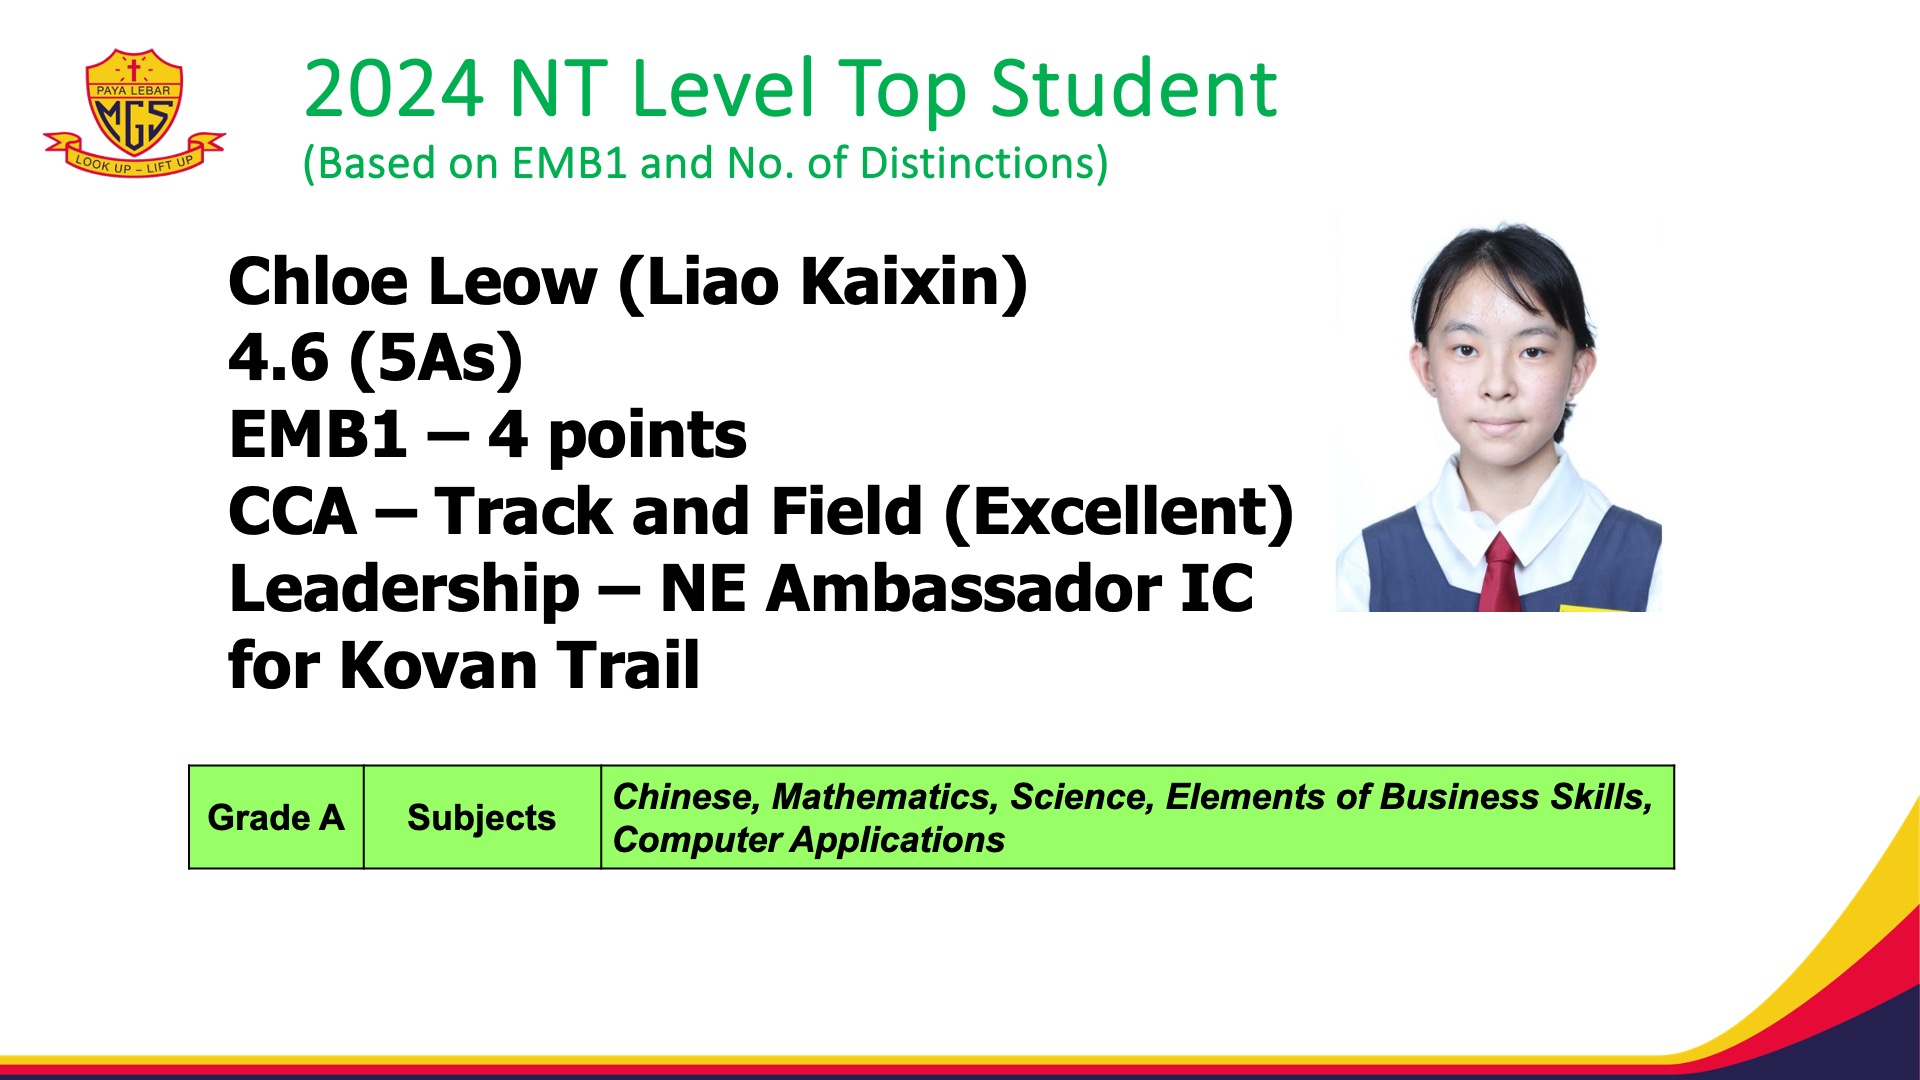 PAYA LEBAR
MGS
LOOK UP – LIFT UP
2024 NT Level Top Student
(Based on EMB1 and No. of Distinctions)
Chloe Leow (Liao Kaixin)
4.6 (5As)
EMB1 – 4 points
CCA – Track and Field (Excellent)
Leadership – NE Ambassador IC
for Kovan Trail
Grade A
Subjects
Chinese, Mathematics, Science, Elements of Business Skills,
Computer Applications